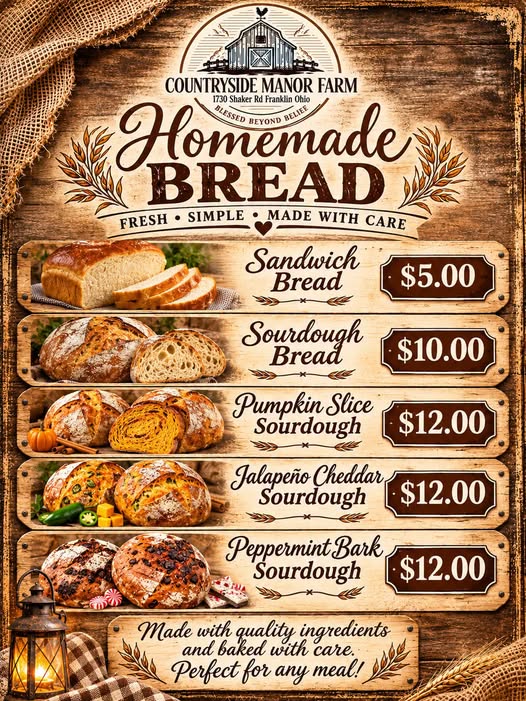 COUNTRYSIDE MANOR FARM
1730 Shaker Rd Franklin Ohio
BLESSED BEYOND BELIEF
Homemade
BREAD
FRESH • SIMPLE • MADE WITH CARE
Sandwich
Bread
$5.00
Sourdough
Bread
$10.00
Pumpkin Slice
Sourdough
$12.00
Jalapeño Cheddar
Sourdough
$12.00
Peppermint Bark
Sourdough
$12.00
Made with quality ingredients
and baked with care.
Perfect for any meal!